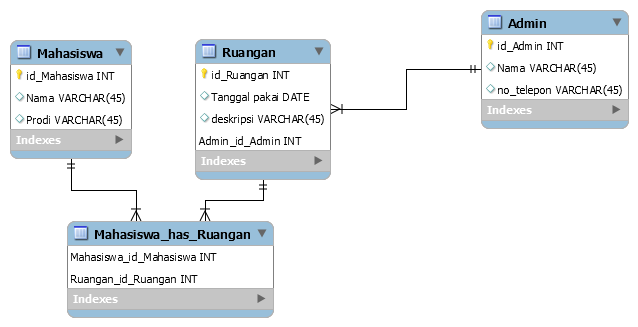 Mahasiswa
id_Mahasiswa INT
Nama VARCHAR(45)
Prodi VARCHAR(45)
Indexes
Ruangan
id_Ruangan INT
Tanggal pakai DATE
deskripsi VARCHAR(45)
Admin_id_Admin INT
Indexes
Admin
id_Admin INT
Nama VARCHAR(45)
no_telepon VARCHAR(45)
Indexes
Mahasiswa_has_Ruangan
Mahasiswa_id_Mahasiswa INT
Ruangan_id_Ruangan INT
Indexes